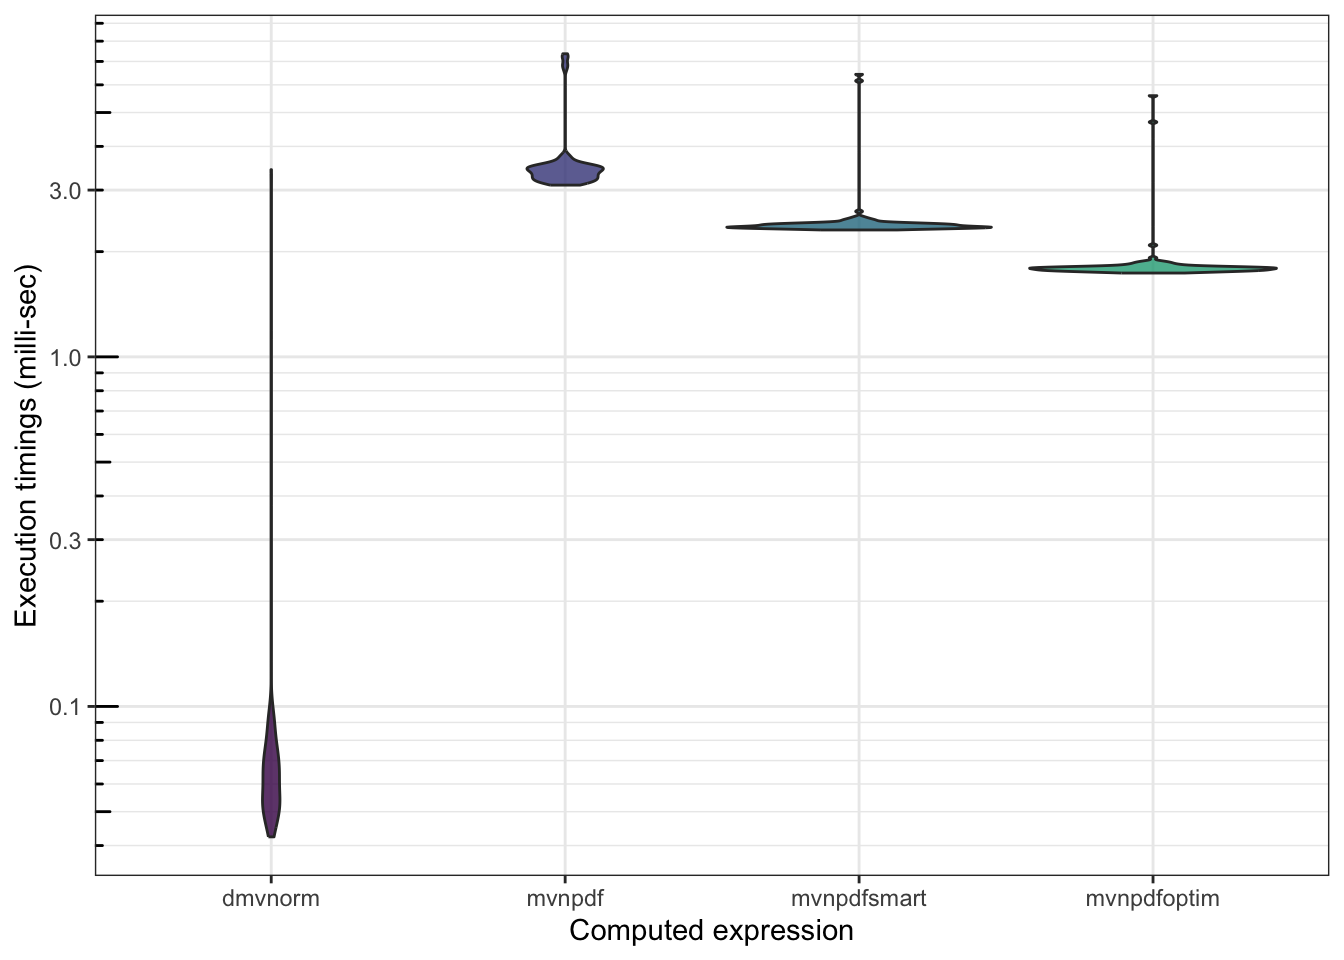 Execution timings (milli-sec)
3.0
1.0
0.3
0.1
dmvnorm
mvnpdf
mvnpdfsmart
mvnpdfoptim
Computed expression